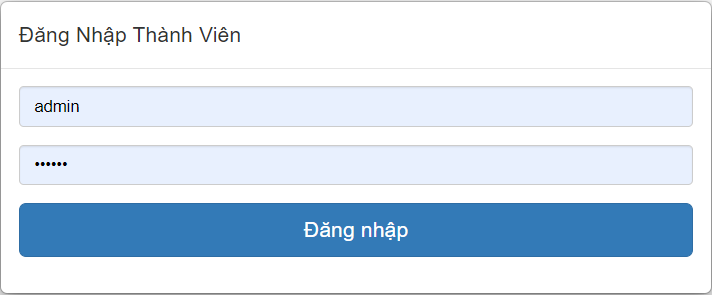 Đăng Nhập Thành Viên
admin
••••••
Đăng nhập